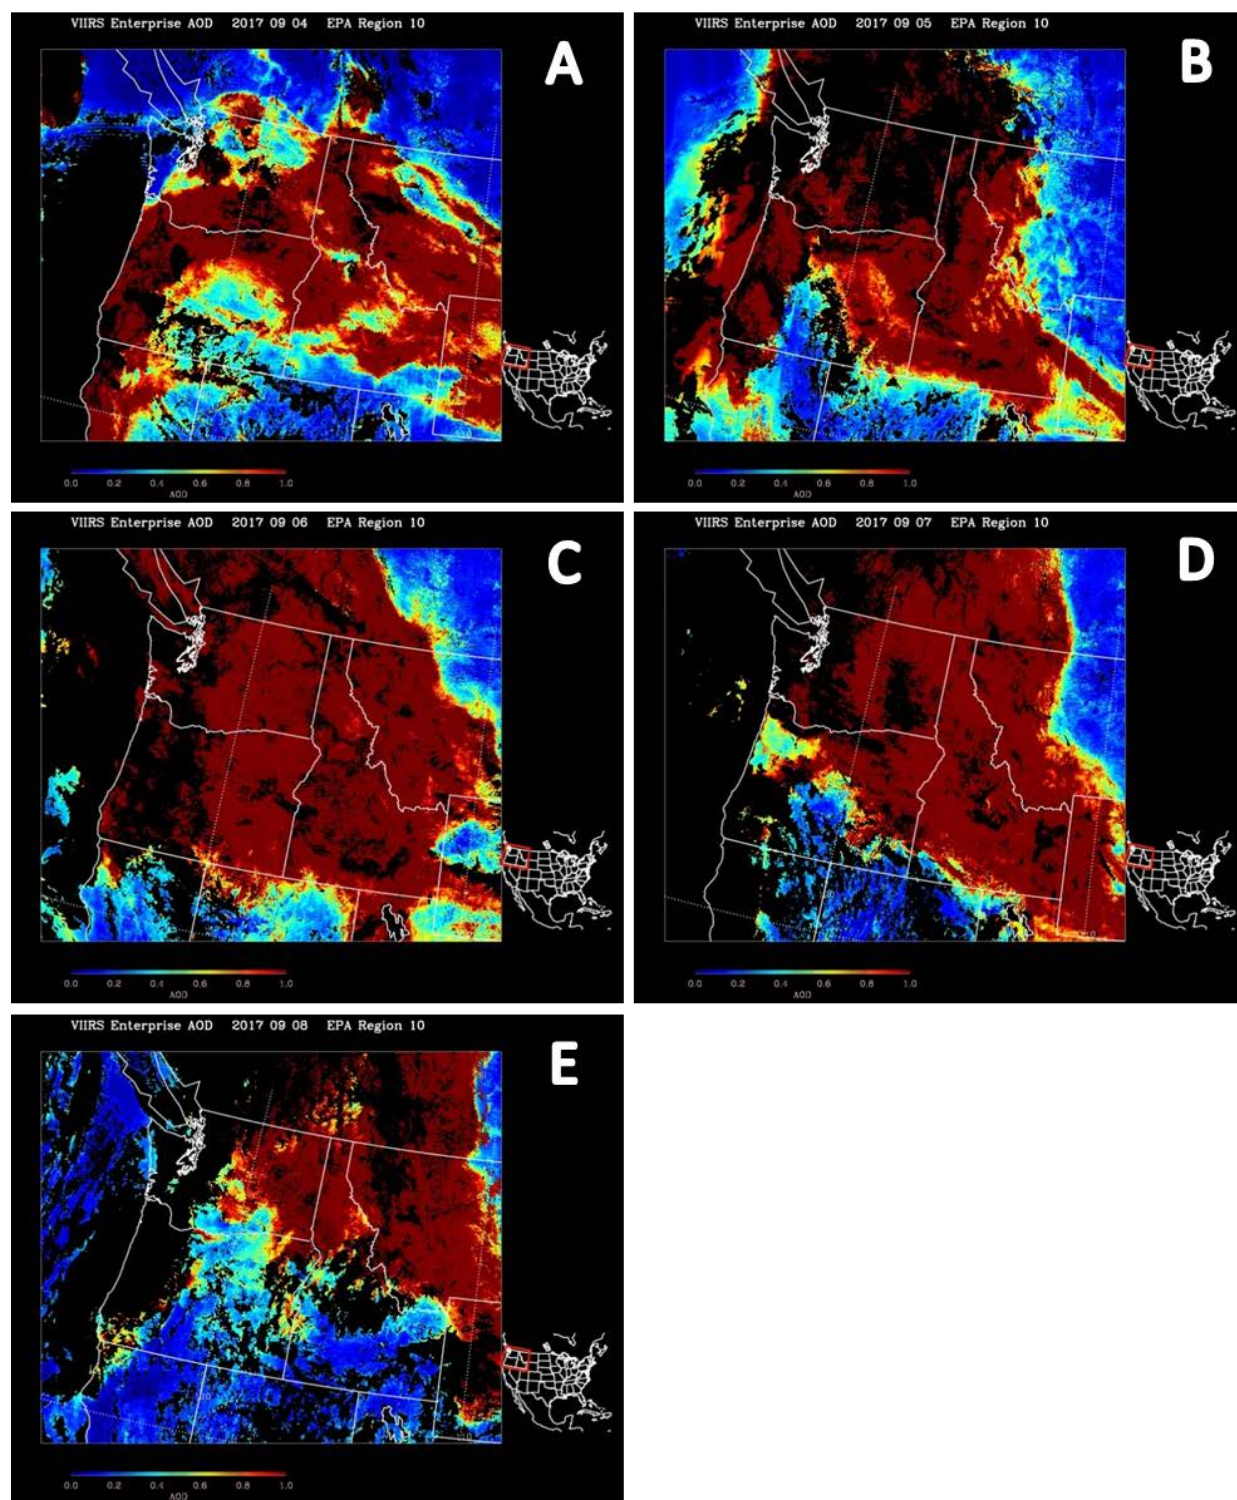 VIIRS Enterprise AOD 2017 09 04 EPA Region 10
A
0.0 0.2 0.4 0.6 0.8 1.0
AOD
VIIRS Enterprise AOD 2017 09 05 EPA Region 10
B
0.0 0.2 0.4 0.6 0.8 1.0
AOD
VIIRS Enterprise AOD 2017 09 06 EPA Region 10
C
0.0 0.2 0.4 0.6 0.8 1.0
AOD
VIIRS Enterprise AOD 2017 09 07 EPA Region 10
D
0.0 0.2 0.4 0.6 0.8 1.0
AOD
VIIRS Enterprise AOD 2017 09 08 EPA Region 10
E
0.0 0.2 0.4 0.6 0.8 1.0
AOD